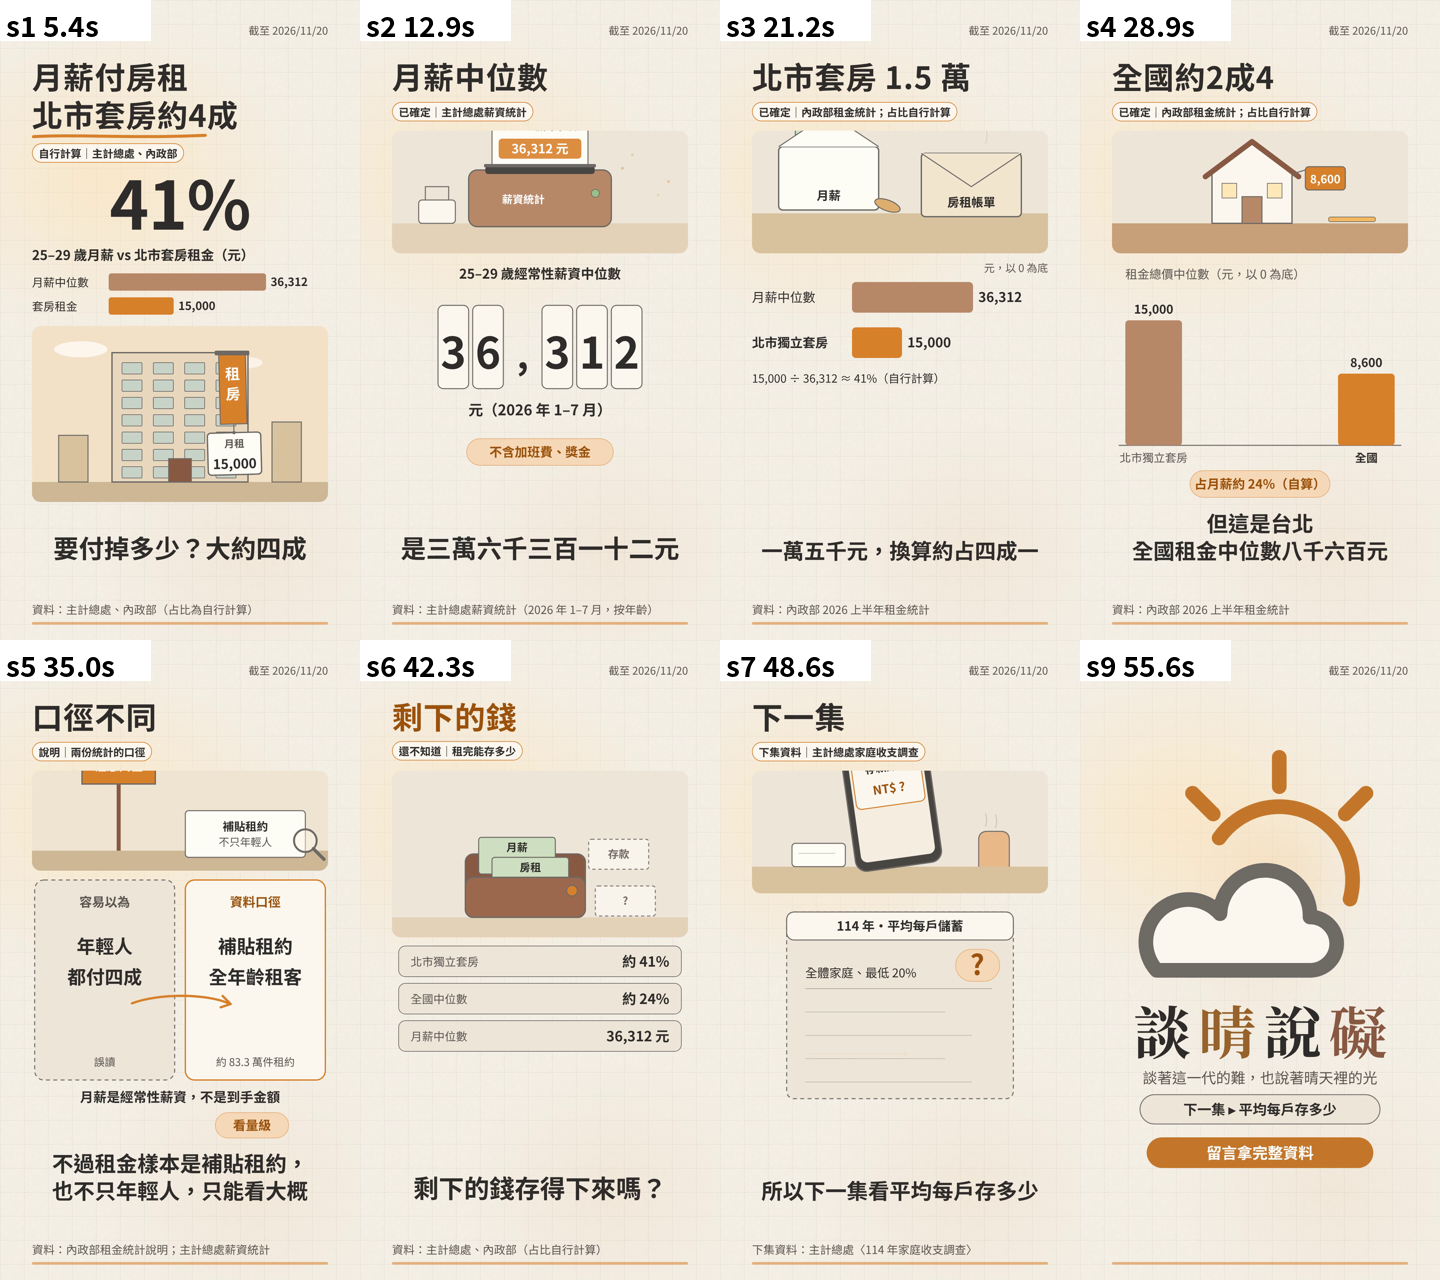 s1 5.4s
截至 2026/11/20
月薪付房租
北市套房約4成
自行計算｜主計總處、內政部
41%
25–29 歲月薪 vs 北市套房租金（元）
月薪中位數 36,312
套房租金 15,000
租房
月租
15,000
要付掉多少？大約四成
資料：主計總處、內政部（占比為自行計算）
s2 12.9s
截至 2026/11/20
月薪中位數
已確定｜主計總處薪資統計
36,312 元
薪資統計
25–29 歲經常性薪資中位數
36,312
元（2026 年 1–7 月）
不含加班費、獎金
是三萬六千三百一十二元
資料：主計總處薪資統計（2026 年 1–7 月，按年齡）
s3 21.2s
截至 2026/11/20
北市套房 1.5 萬
已確定｜內政部租金統計；占比自行計算
月薪
房租帳單
元，以 0 為底
月薪中位數 36,312
北市獨立套房 15,000
15,000 ÷ 36,312 ≈ 41%（自行計算）
一萬五千元，換算約占四成一
資料：內政部 2026 上半年租金統計
s4 28.9s
截至 2026/11/20
全國約2成4
已確定｜內政部租金統計；占比自行計算
8,600
租金總價中位數（元，以 0 為底）
15,000
8,600
北市獨立套房
全國
占月薪約 24%（自算）
但這是台北
全國租金中位數八千六百元
資料：內政部 2026 上半年租金統計
s5 35.0s
截至 2026/11/20
口徑不同
說明｜兩份統計的口徑
補貼租約
不只年輕人
容易以為
年輕人
都付四成
誤讀
資料口徑
補貼租約
全年齡租客
約 83.3 萬件租約
月薪是經常性薪資，不是到手金額
看量級
不過租金樣本是補貼租約，
也不只年輕人，只能看大概
資料：內政部租金統計說明；主計總處薪資統計
s6 42.3s
截至 2026/11/20
剩下的錢
還不知道｜租完能存多少
月薪
房租
存款
?
北市獨立套房 約 41%
全國中位數 約 24%
月薪中位數 36,312 元
剩下的錢存得下來嗎？
資料：主計總處、內政部（占比自行計算）
s7 48.6s
截至 2026/11/20
下一集
下集資料｜主計總處家庭收支調查
NT$ ?
114 年・平均每戶儲蓄
全體家庭、最低 20%
?
所以下一集看平均每戶存多少
下集資料：主計總處〈114 年家庭收支調查〉
s9 55.6s
截至 2026/11/20
談晴說礙
談著這一代的難，也說著晴天裡的光
下一集 ▸ 平均每戶存多少
留言拿完整資料